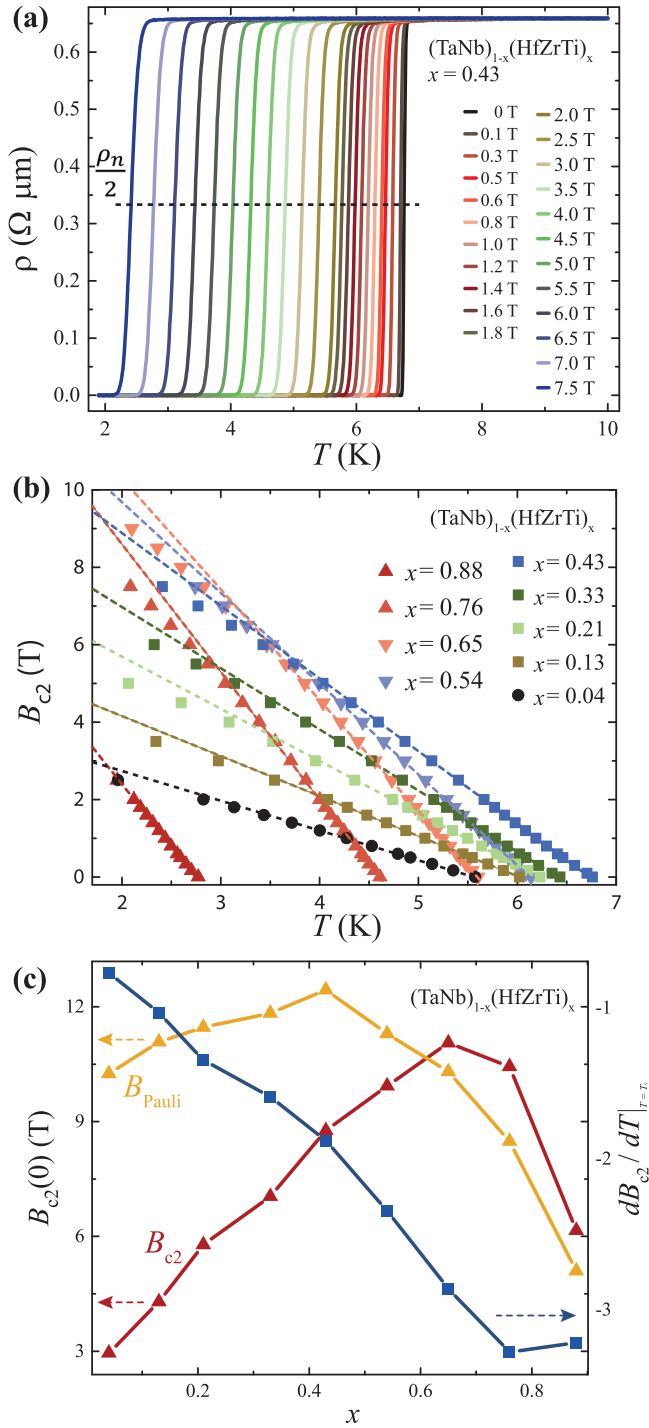 (a)
(TaNb)1-x(HfZrTi)x
x = 0.43
0 T
0.1 T
0.3 T
0.5 T
0.6 T
0.8 T
1.0 T
1.2 T
1.4 T
1.6 T
1.8 T
2.0 T
2.5 T
3.0 T
3.5 T
4.0 T
4.5 T
5.0 T
5.5 T
6.0 T
6.5 T
7.0 T
7.5 T
ρn
2
ρ (Ω μm)
0.6
0.5
0.4
0.3
0.2
0.1
0.0
2 4 6 8 10
T (K)
(b)
(TaNb)1-x(HfZrTi)x
x = 0.88
x = 0.76
x = 0.65
x = 0.54
x = 0.43
x = 0.33
x = 0.21
x = 0.13
x = 0.04
Bc2 (T)
10
8
6
4
2
0
2 3 4 5 6 7
T (K)
(c)
(TaNb)1-x(HfZrTi)x
BPauli
Bc2
Bc2(0) (T)
12
9
6
3
dBc2 / dT|T = Tc
-1
-2
-3
0.2 0.4 0.6 0.8
x